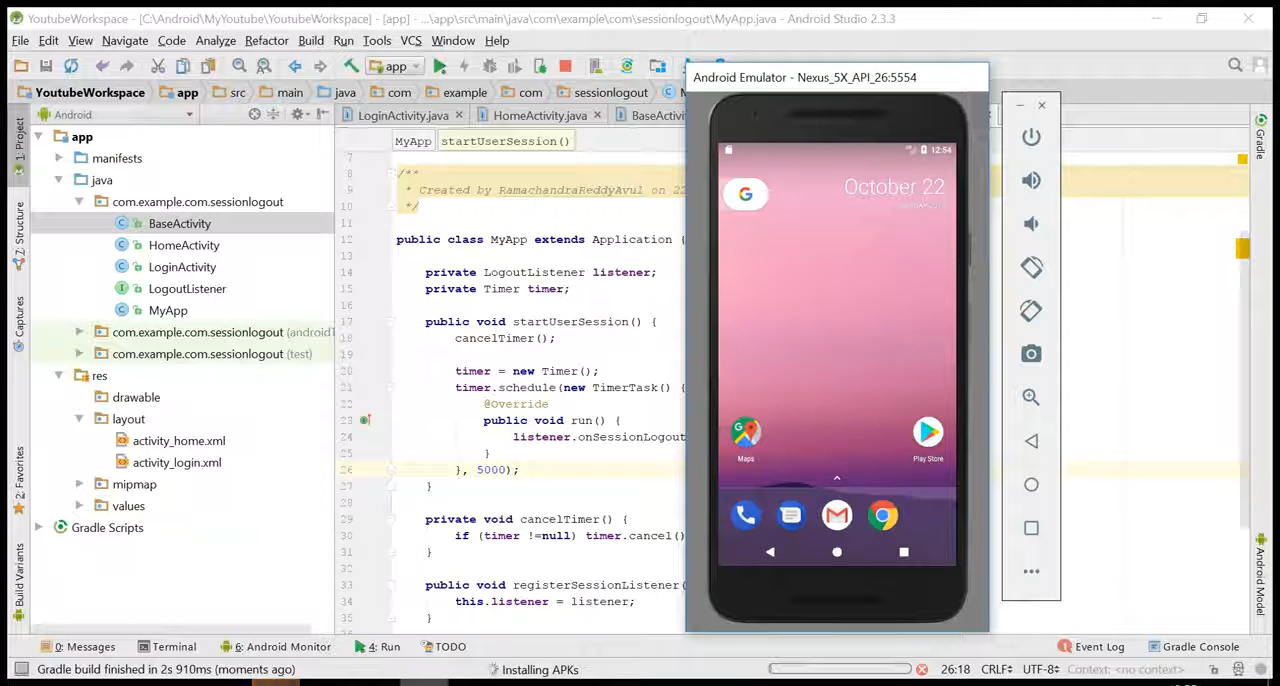 YoutubeWorkspace - [C:\Android\MyYoutube\YoutubeWorkspace] - [app] - ...\app\src\main\java\com\example\com\sessionlogout\MyApp.java - Android Studio 2.3.3
File Edit View Navigate Code Analyze Refactor Build Run Tools VCS Window Help
app
YoutubeWorkspace app src main java com example com sessionlogout
Android
LoginActivity.java HomeActivity.java BaseActivi
MyApp startUserSession()
1: Project
Z: Structure
Captures
2: Favorites
Build Variants
app
manifests
java
com.example.com.sessionlogout
BaseActivity
HomeActivity
LoginActivity
LogoutListener
MyApp
com.example.com.sessionlogout (android
com.example.com.sessionlogout (test)
res
drawable
layout
activity_home.xml
activity_login.xml
mipmap
values
Gradle Scripts
7
8 /**
9 * Created by RamachandraReddyAvul on 22
10 */
11
12 public class MyApp extends Application {
13
14 private LogoutListener listener;
15 private Timer timer;
16
17 public void startUserSession() {
18 cancelTimer();
19
20 timer = new Timer();
21 timer.schedule(new TimerTask() {
22 @Override
23 public void run() {
24 listener.onSessionLogout
25 }
26 }, 5000);
27 }
28
29 private void cancelTimer() {
30 if (timer !=null) timer.cancel()
31 }
32
33 public void registerSessionListener(
34 this.listener = listener;
35 }
Android Emulator - Nexus_5X_API_26:5554
12:54
G
October 22
Maps
Play Store
Gradle
Android Model
0: Messages Terminal 6: Android Monitor 4: Run TODO Event Log Gradle Console
Gradle build finished in 2s 910ms (moments ago) Installing APKs 26:18 CRLF UTF-8 Context: <no context>